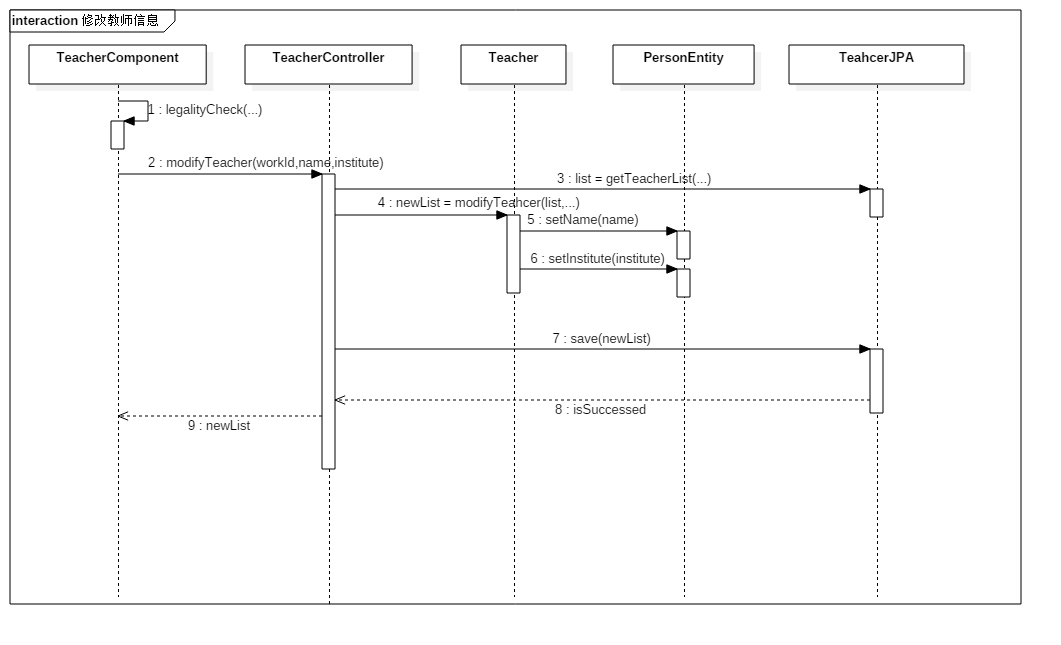 interaction 修改教师信息
TeacherComponent
TeacherController
Teacher
PersonEntity
TeahcerJPA
1 : legalityCheck(...)
2 : modifyTeacher(workId,name,institute)
3 : list = getTeacherList(...)
4 : newList = modifyTeahcer(list,...)
5 : setName(name)
6 : setInstitute(institute)
7 : save(newList)
8 : isSuccessed
9 : newList